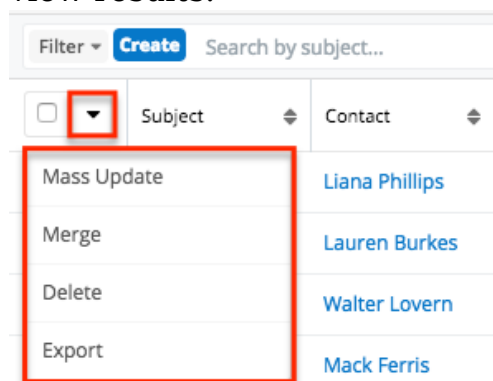 Filter Create Search by subject...
Subject Contact
Mass Update Liana Phillips
Merge Lauren Burkes
Delete Walter Lovern
Export Mack Ferris